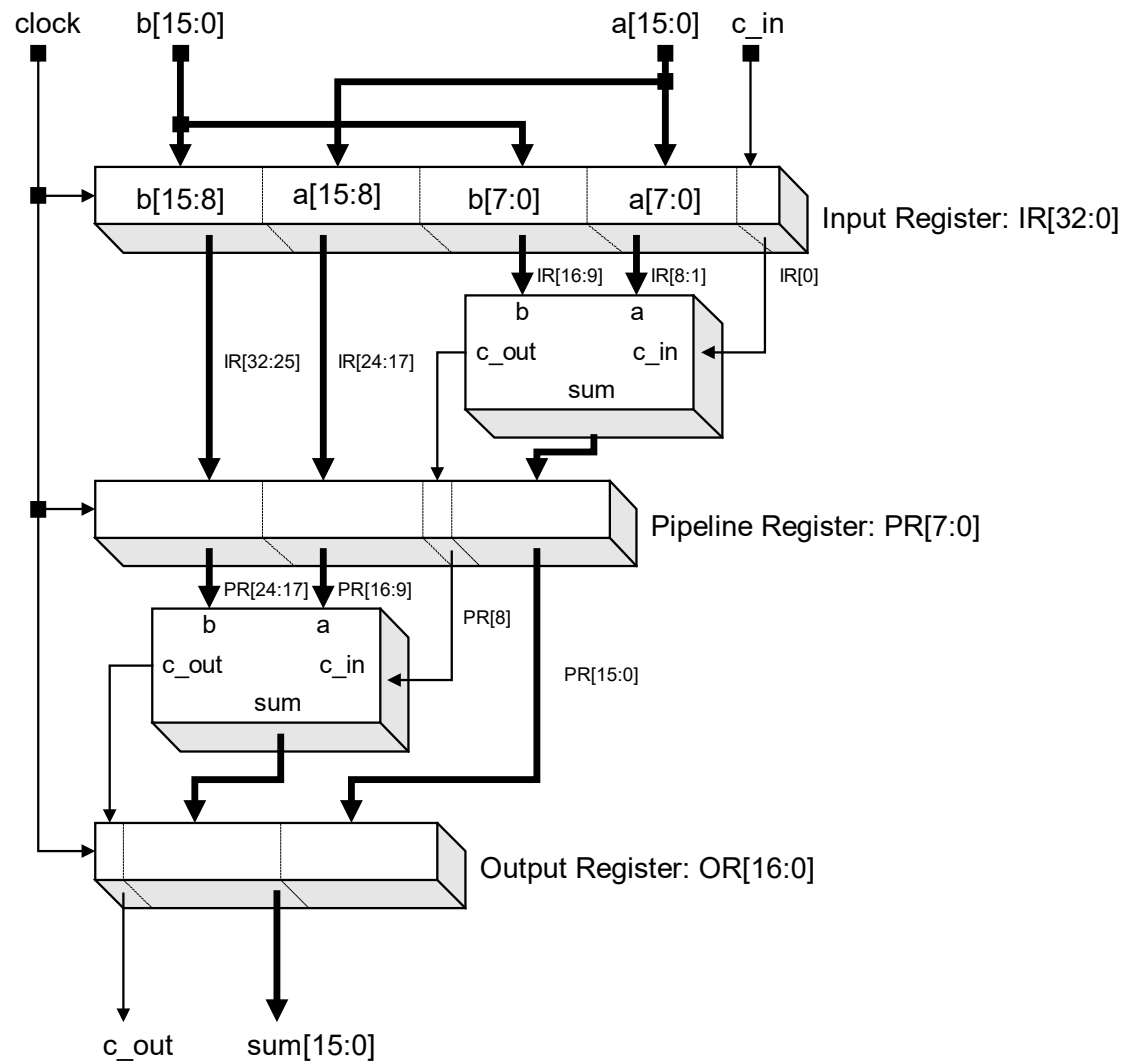 clock
b[15:0]
a[15:0]
c_in
b[15:8]
a[15:8]
b[7:0]
a[7:0]
Input Register: IR[32:0]
IR[16:9]
IR[8:1]
IR[0]
b
a
c_out
c_in
sum
IR[32:25]
IR[24:17]
Pipeline Register: PR[7:0]
PR[24:17]
PR[16:9]
PR[8]
b
a
c_out
c_in
sum
PR[15:0]
Output Register: OR[16:0]
c_out
sum[15:0]